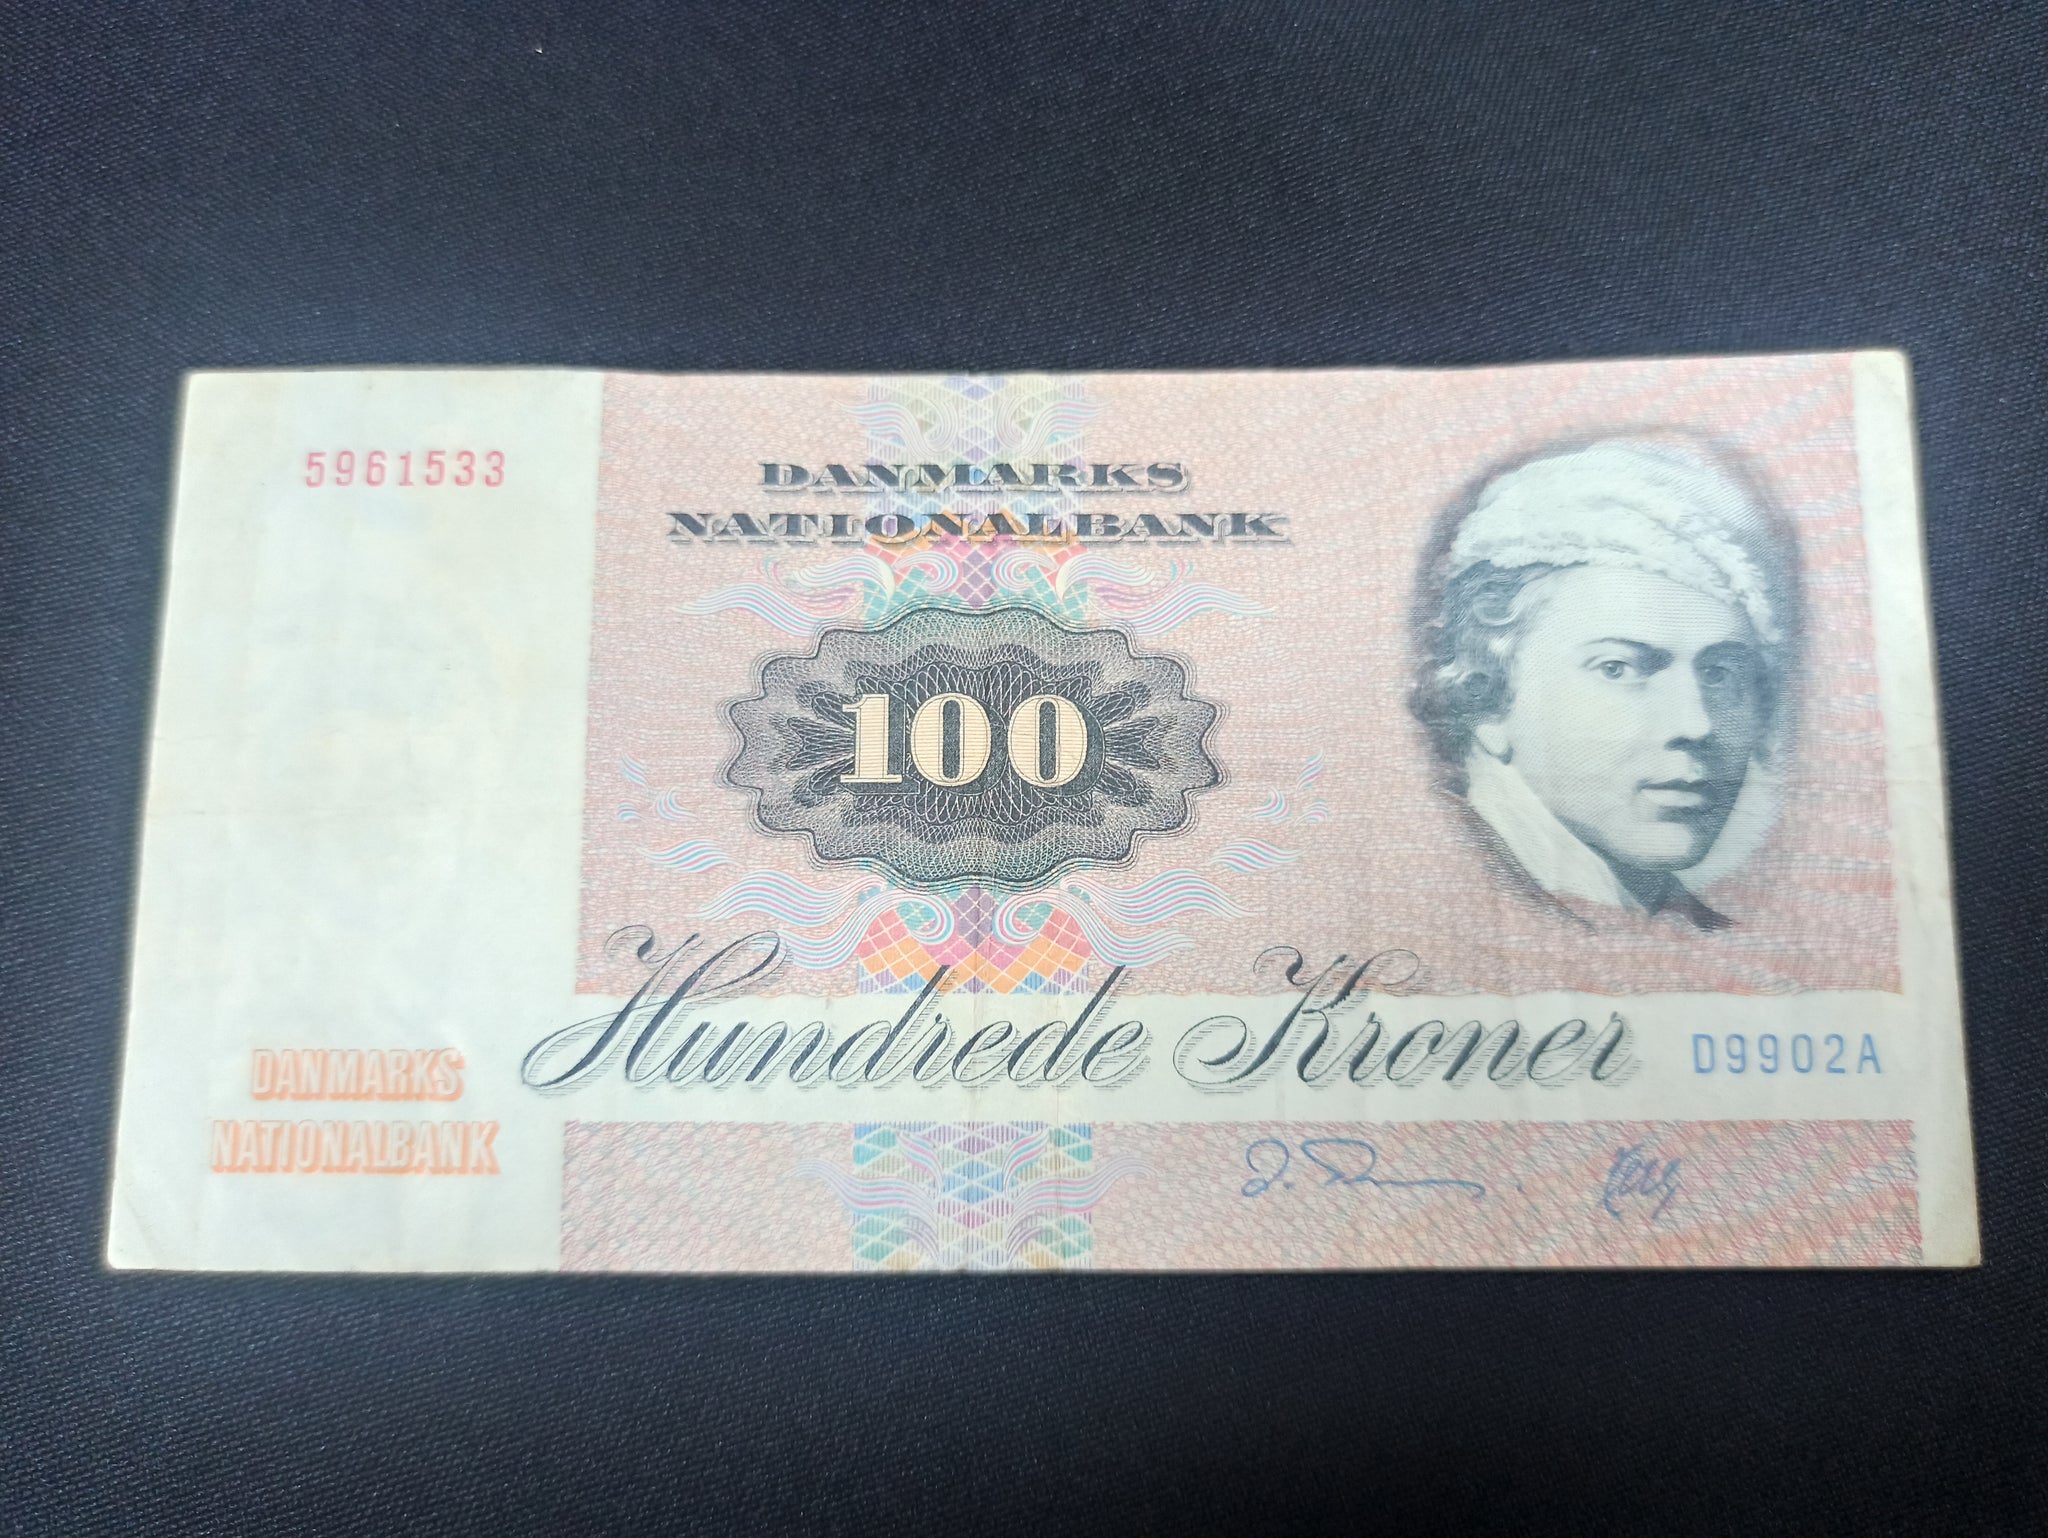 5961533
DANMARKS
NATIONALBANK
100
Hundrede Kroner
D9902A
DANMARKS
NATIONALBANK